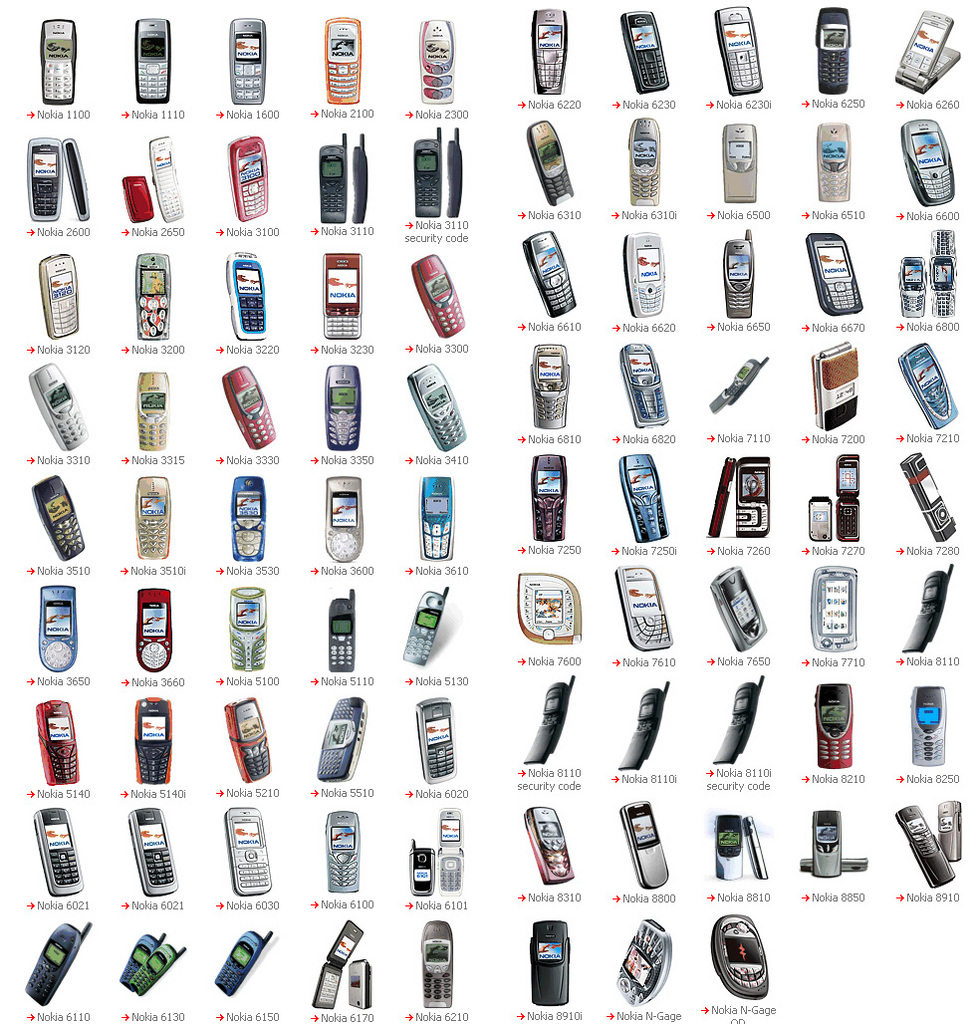 Nokia 1100
Nokia 1110
Nokia 1600
Nokia 2100
Nokia 2300
Nokia 6220
Nokia 6230
Nokia 6230i
Nokia 6250
Nokia 6260
Nokia 2600
Nokia 2650
Nokia 3100
Nokia 3110
Nokia 3110
security code
Nokia 6310
Nokia 6310i
Nokia 6500
Nokia 6510
Nokia 6600
Nokia 3120
Nokia 3200
Nokia 3220
Nokia 3230
Nokia 3300
Nokia 6610
Nokia 6620
Nokia 6650
Nokia 6670
Nokia 6800
Nokia 3310
Nokia 3315
Nokia 3330
Nokia 3350
Nokia 3410
Nokia 6810
Nokia 6820
Nokia 7110
Nokia 7200
Nokia 7210
Nokia 3510
Nokia 3510i
Nokia 3530
Nokia 3600
Nokia 3610
Nokia 7250
Nokia 7250i
Nokia 7260
Nokia 7270
Nokia 7280
Nokia 3650
Nokia 3660
Nokia 5100
Nokia 5110
Nokia 5130
Nokia 7600
Nokia 7610
Nokia 7650
Nokia 7710
Nokia 8110
Nokia 5140
Nokia 5140i
Nokia 5210
Nokia 5510
Nokia 6020
Nokia 8110
security code
Nokia 8110i
Nokia 8110i
security code
Nokia 8210
Nokia 8250
Nokia 6021
Nokia 6021
Nokia 6030
Nokia 6100
Nokia 6101
Nokia 8310
Nokia 8800
Nokia 8810
Nokia 8850
Nokia 8910
Nokia 6110
Nokia 6130
Nokia 6150
Nokia 6170
Nokia 6210
Nokia 8910i
Nokia N-Gage
Nokia N-Gage